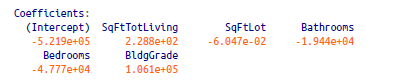 Coefficients:
(Intercept) SqFtTotLiving SqFtLot Bathrooms
-5.219e+05 2.288e+02 -6.047e-02 -1.944e+04
Bedrooms BldgGrade
-4.777e+04 1.061e+05